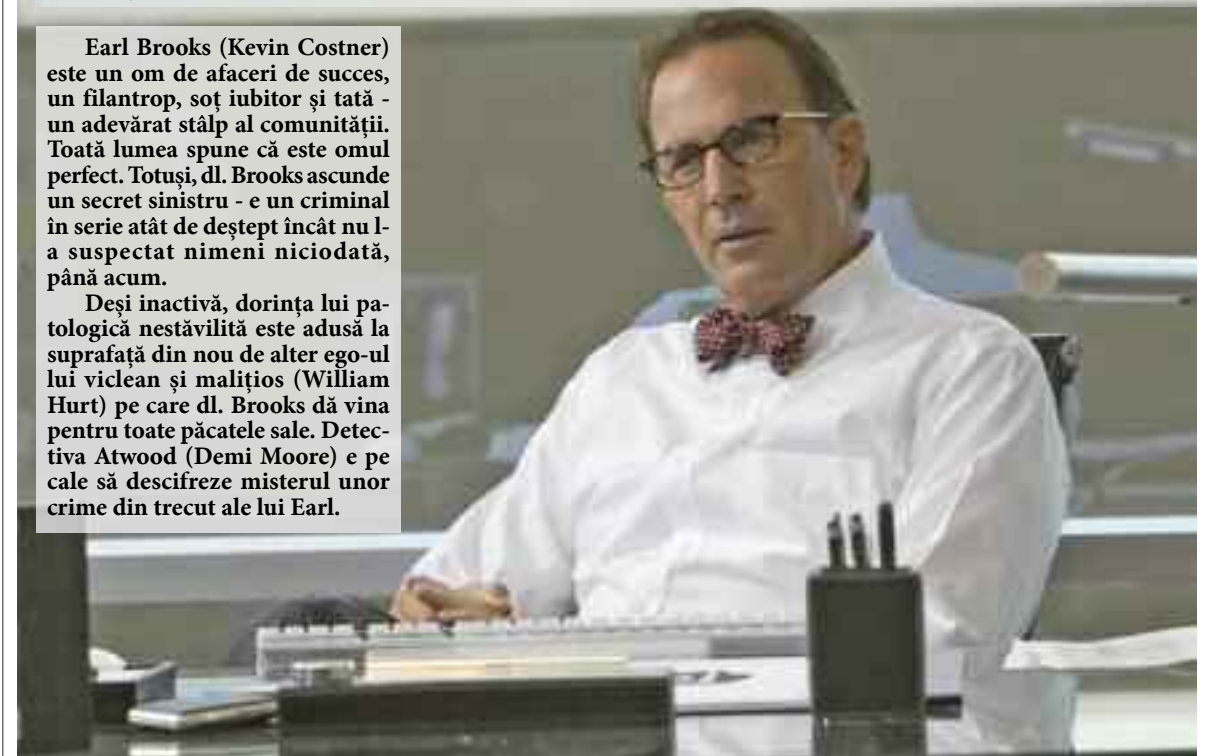 Earl Brooks (Kevin Costner)
este un om de afaceri de succes,
un filantrop, soț iubitor și tată -
un adevărat stâlp al comunității.
Toată lumea spune că este omul
perfect. Totuși, dl. Brooks ascunde
un secret sinistru - e un criminal
în serie atât de deștept încât nu l-
a suspectat nimeni niciodată,
până acum.
Deși inactivă, dorința lui pa-
tologică nestăvilită este adusă la
suprafață din nou de alter ego-ul
lui viclean și malițios (William
Hurt) pe care dl. Brooks dă vina
pentru toate păcatele sale. Detec-
tiva Atwood (Demi Moore) e pe
cale să descifreze misterul unor
crime din trecut ale lui Earl.